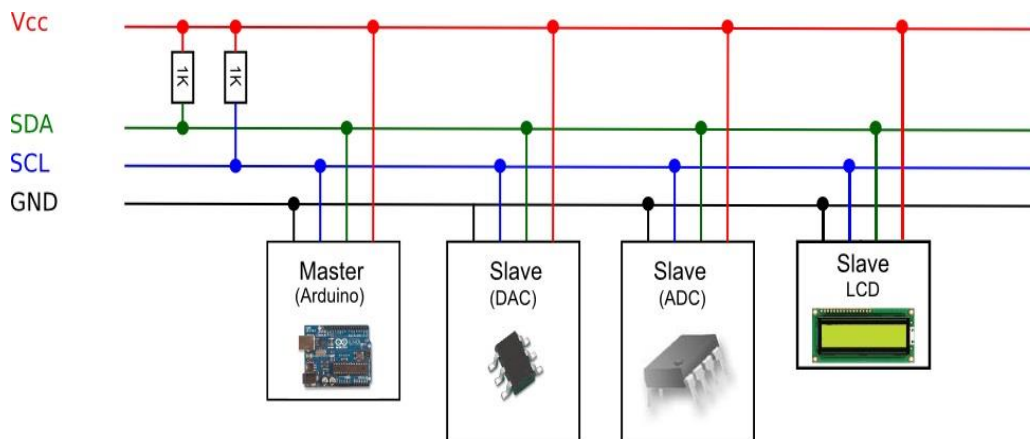 Vcc
1K 1K
SDA
SCL
GND
Master
(Arduino)
Slave
(DAC)
Slave
(ADC)
Slave
LCD